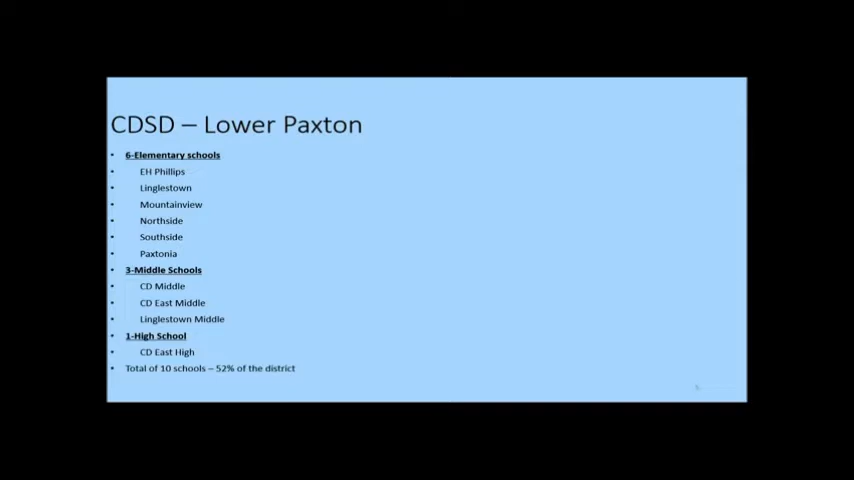 CDSD – Lower Paxton
• 6-Elementary schools
• EH Phillips
• Linglestown
• Mountainview
• Northside
• Southside
• Paxtonia
• 3-Middle Schools
• CD Middle
• CD East Middle
• Linglestown Middle
• 1-High School
• CD East High
• Total of 10 schools – 52% of the district